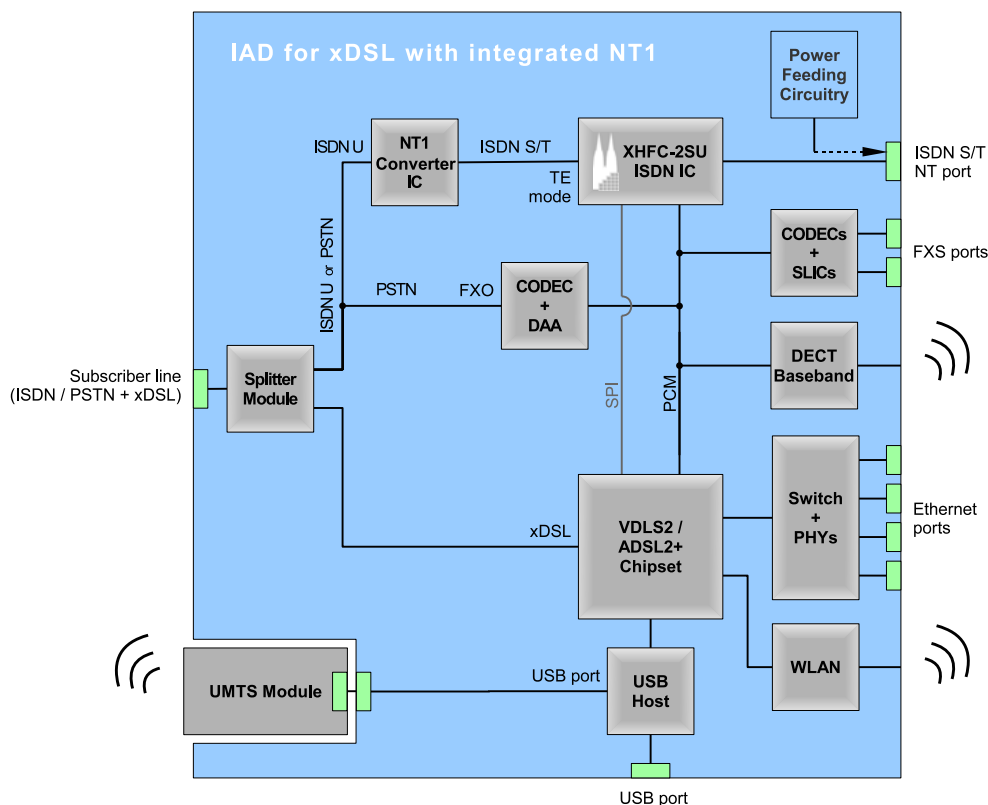 IAD for xDSL with integrated NT1
Power
Feeding
Circuitry
ISDN U
NT1
Converter
IC
ISDN S/T
TE
mode
XHFC-2SU
ISDN IC
ISDN S/T
NT port
ISDN U or PSTN
PSTN
FXO
CODEC
+
DAA
CODECs
+
SLICs
FXS ports
Subscriber line
(ISDN / PSTN + xDSL)
Splitter
Module
SPI
PCM
DECT
Baseband
xDSL
VDLS2 /
ADSL2+
Chipset
Switch
+
PHYs
Ethernet
ports
UMTS Module
USB port
USB
Host
WLAN
USB port